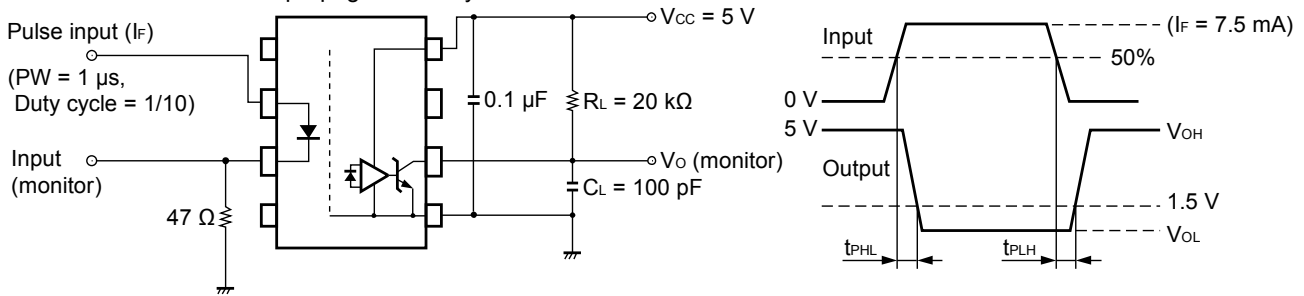 Pulse input (IF)
(PW = 1 μs,
Duty cycle = 1/10)
Input
(monitor)
47 Ω
VCC = 5 V
0.1 μF
RL = 20 kΩ
VO (monitor)
CL = 100 pF
Input
(IF = 7.5 mA)
50%
0 V
5 V
VOH
Output
1.5 V
VOL
tPHL
tPLH